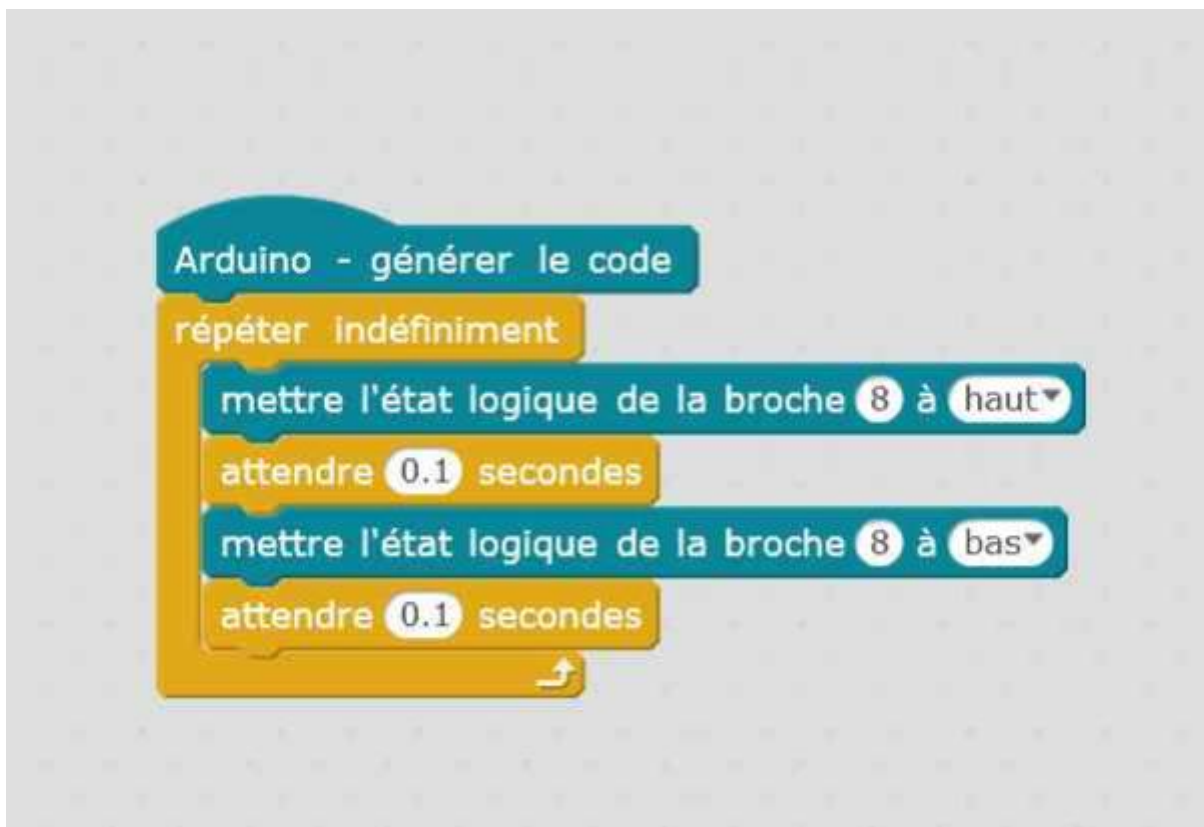 Arduino - générer le code
répéter indéfiniment
mettre l'état logique de la broche 8 à haut
attendre 0.1 secondes
mettre l'état logique de la broche 8 à bas
attendre 0.1 secondes